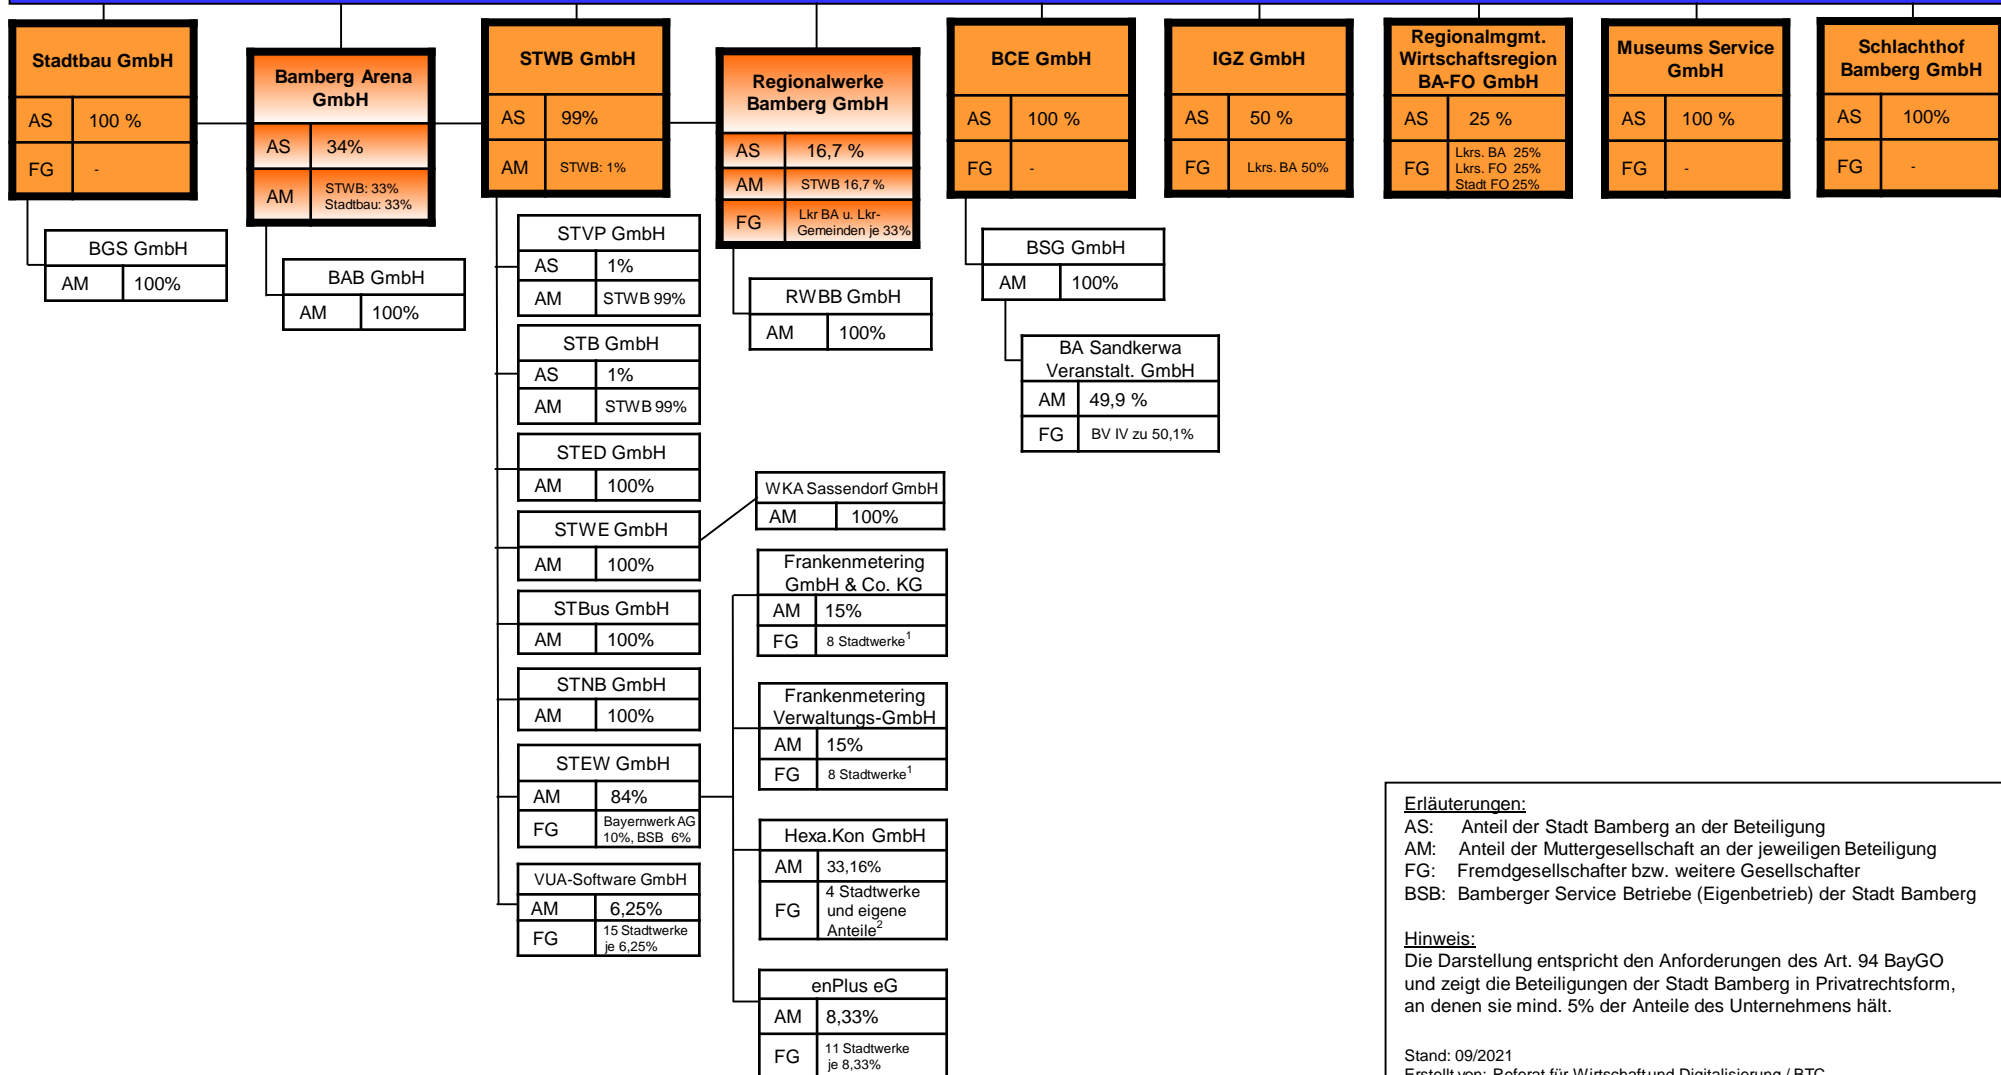 Stadtbau GmbH
AS 100 %
FG -
BGS GmbH
AM 100%
Bamberg Arena
GmbH
AS 34%
AM STWB: 33%
Stadtbau: 33%
BAB GmbH
AM 100%
STWB GmbH
AS 99%
AM STWB: 1%
STVP GmbH
AS 1%
AM STWB 99%
STB GmbH
AS 1%
AM STWB 99%
STED GmbH
AM 100%
STWE GmbH
AM 100%
STBus GmbH
AM 100%
STNB GmbH
AM 100%
STEW GmbH
AM 84%
FG Bayernwerk AG
10%, BSB 6%
VUA-Software GmbH
AM 6,25%
FG 15 Stadtwerke
je 6,25%
Regionalwerke
Bamberg GmbH
AS 16,7 %
AM STWB 16,7 %
FG Lkr BA u. Lkr-
Gemeinden je 33%
RWBB GmbH
AM 100%
WKA Sassendorf GmbH
AM 100%
Frankenmetering
GmbH & Co. KG
AM 15%
FG 8 Stadtwerke¹
Frankenmetering
Verwaltungs-GmbH
AM 15%
FG 8 Stadtwerke¹
Hexa.Kon GmbH
AM 33,16%
FG 4 Stadtwerke
und eigene
Anteile²
enPlus eG
AM 8,33%
FG 11 Stadtwerke
je 8,33%
BCE GmbH
AS 100 %
FG -
BSG GmbH
AM 100%
BA Sandkerwa
Veranstalt. GmbH
AM 49,9 %
FG BV IV zu 50,1%
IGZ GmbH
AS 50 %
FG Lkrs. BA 50%
Regionalmgmt.
Wirtschaftsregion
BA-FO GmbH
AS 25 %
FG Lkrs. BA 25%
Lkrs. FO 25%
Stadt FO 25%
Museums Service
GmbH
AS 100 %
FG -
Schlachthof
Bamberg GmbH
AS 100%
FG -
Erläuterungen:
AS: Anteil der Stadt Bamberg an der Beteiligung
AM: Anteil der Muttergesellschaft an der jeweiligen Beteiligung
FG: Fremdgesellschafter bzw. weitere Gesellschafter
BSB: Bamberger Service Betriebe (Eigenbetrieb) der Stadt Bamberg
Hinweis:
Die Darstellung entspricht den Anforderungen des Art. 94 BayGO
und zeigt die Beteiligungen der Stadt Bamberg in Privatrechtsform,
an denen sie mind. 5% der Anteile des Unternehmens hält.
Stand: 09/2021
Erstellt von: Referat für Wirtschaft und Digitalisierung / BTC